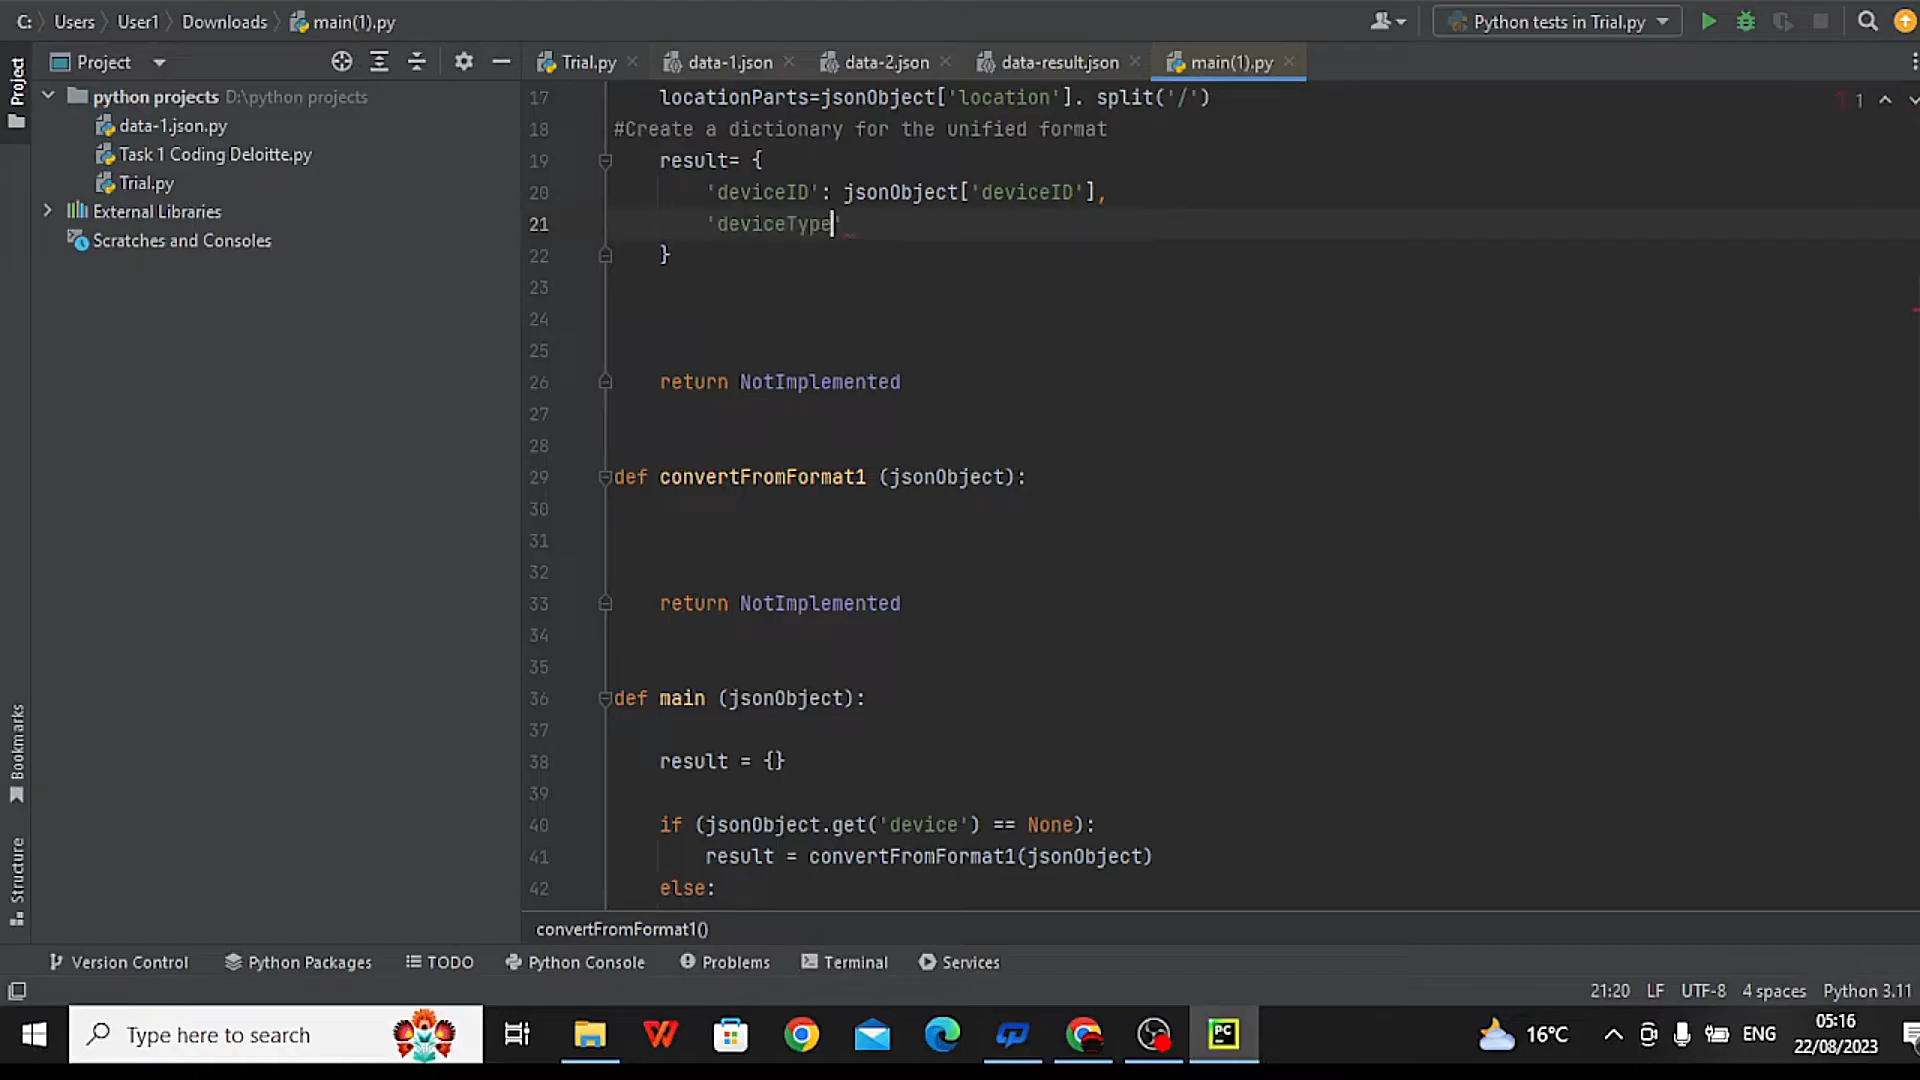 C: Users User1 Downloads main(1).py
Python tests in Trial.py
Project
Project
Trial.py data-1.json data-2.json data-result.json main(1).py
python projects D:\python projects
data-1.json.py
Task 1 Coding Deloitte.py
Trial.py
External Libraries
Scratches and Consoles
1
17 locationParts=jsonObject['location']. split('/')
18 #Create a dictionary for the unified format
19 result= {
20 'deviceID': jsonObject['deviceID'],
21 'deviceType'
22 }
23
24
25
26 return NotImplemented
27
28
29 def convertFromFormat1 (jsonObject):
30
31
32
33 return NotImplemented
34
35
36 def main (jsonObject):
37
38 result = {}
39
40 if (jsonObject.get('device') == None):
41 result = convertFromFormat1(jsonObject)
42 else:
convertFromFormat1()
Bookmarks
Structure
Version Control Python Packages TODO Python Console Problems Terminal Services
21:20 LF UTF-8 4 spaces Python 3.11
Type here to search
PC
16°C ENG
05:16
22/08/2023